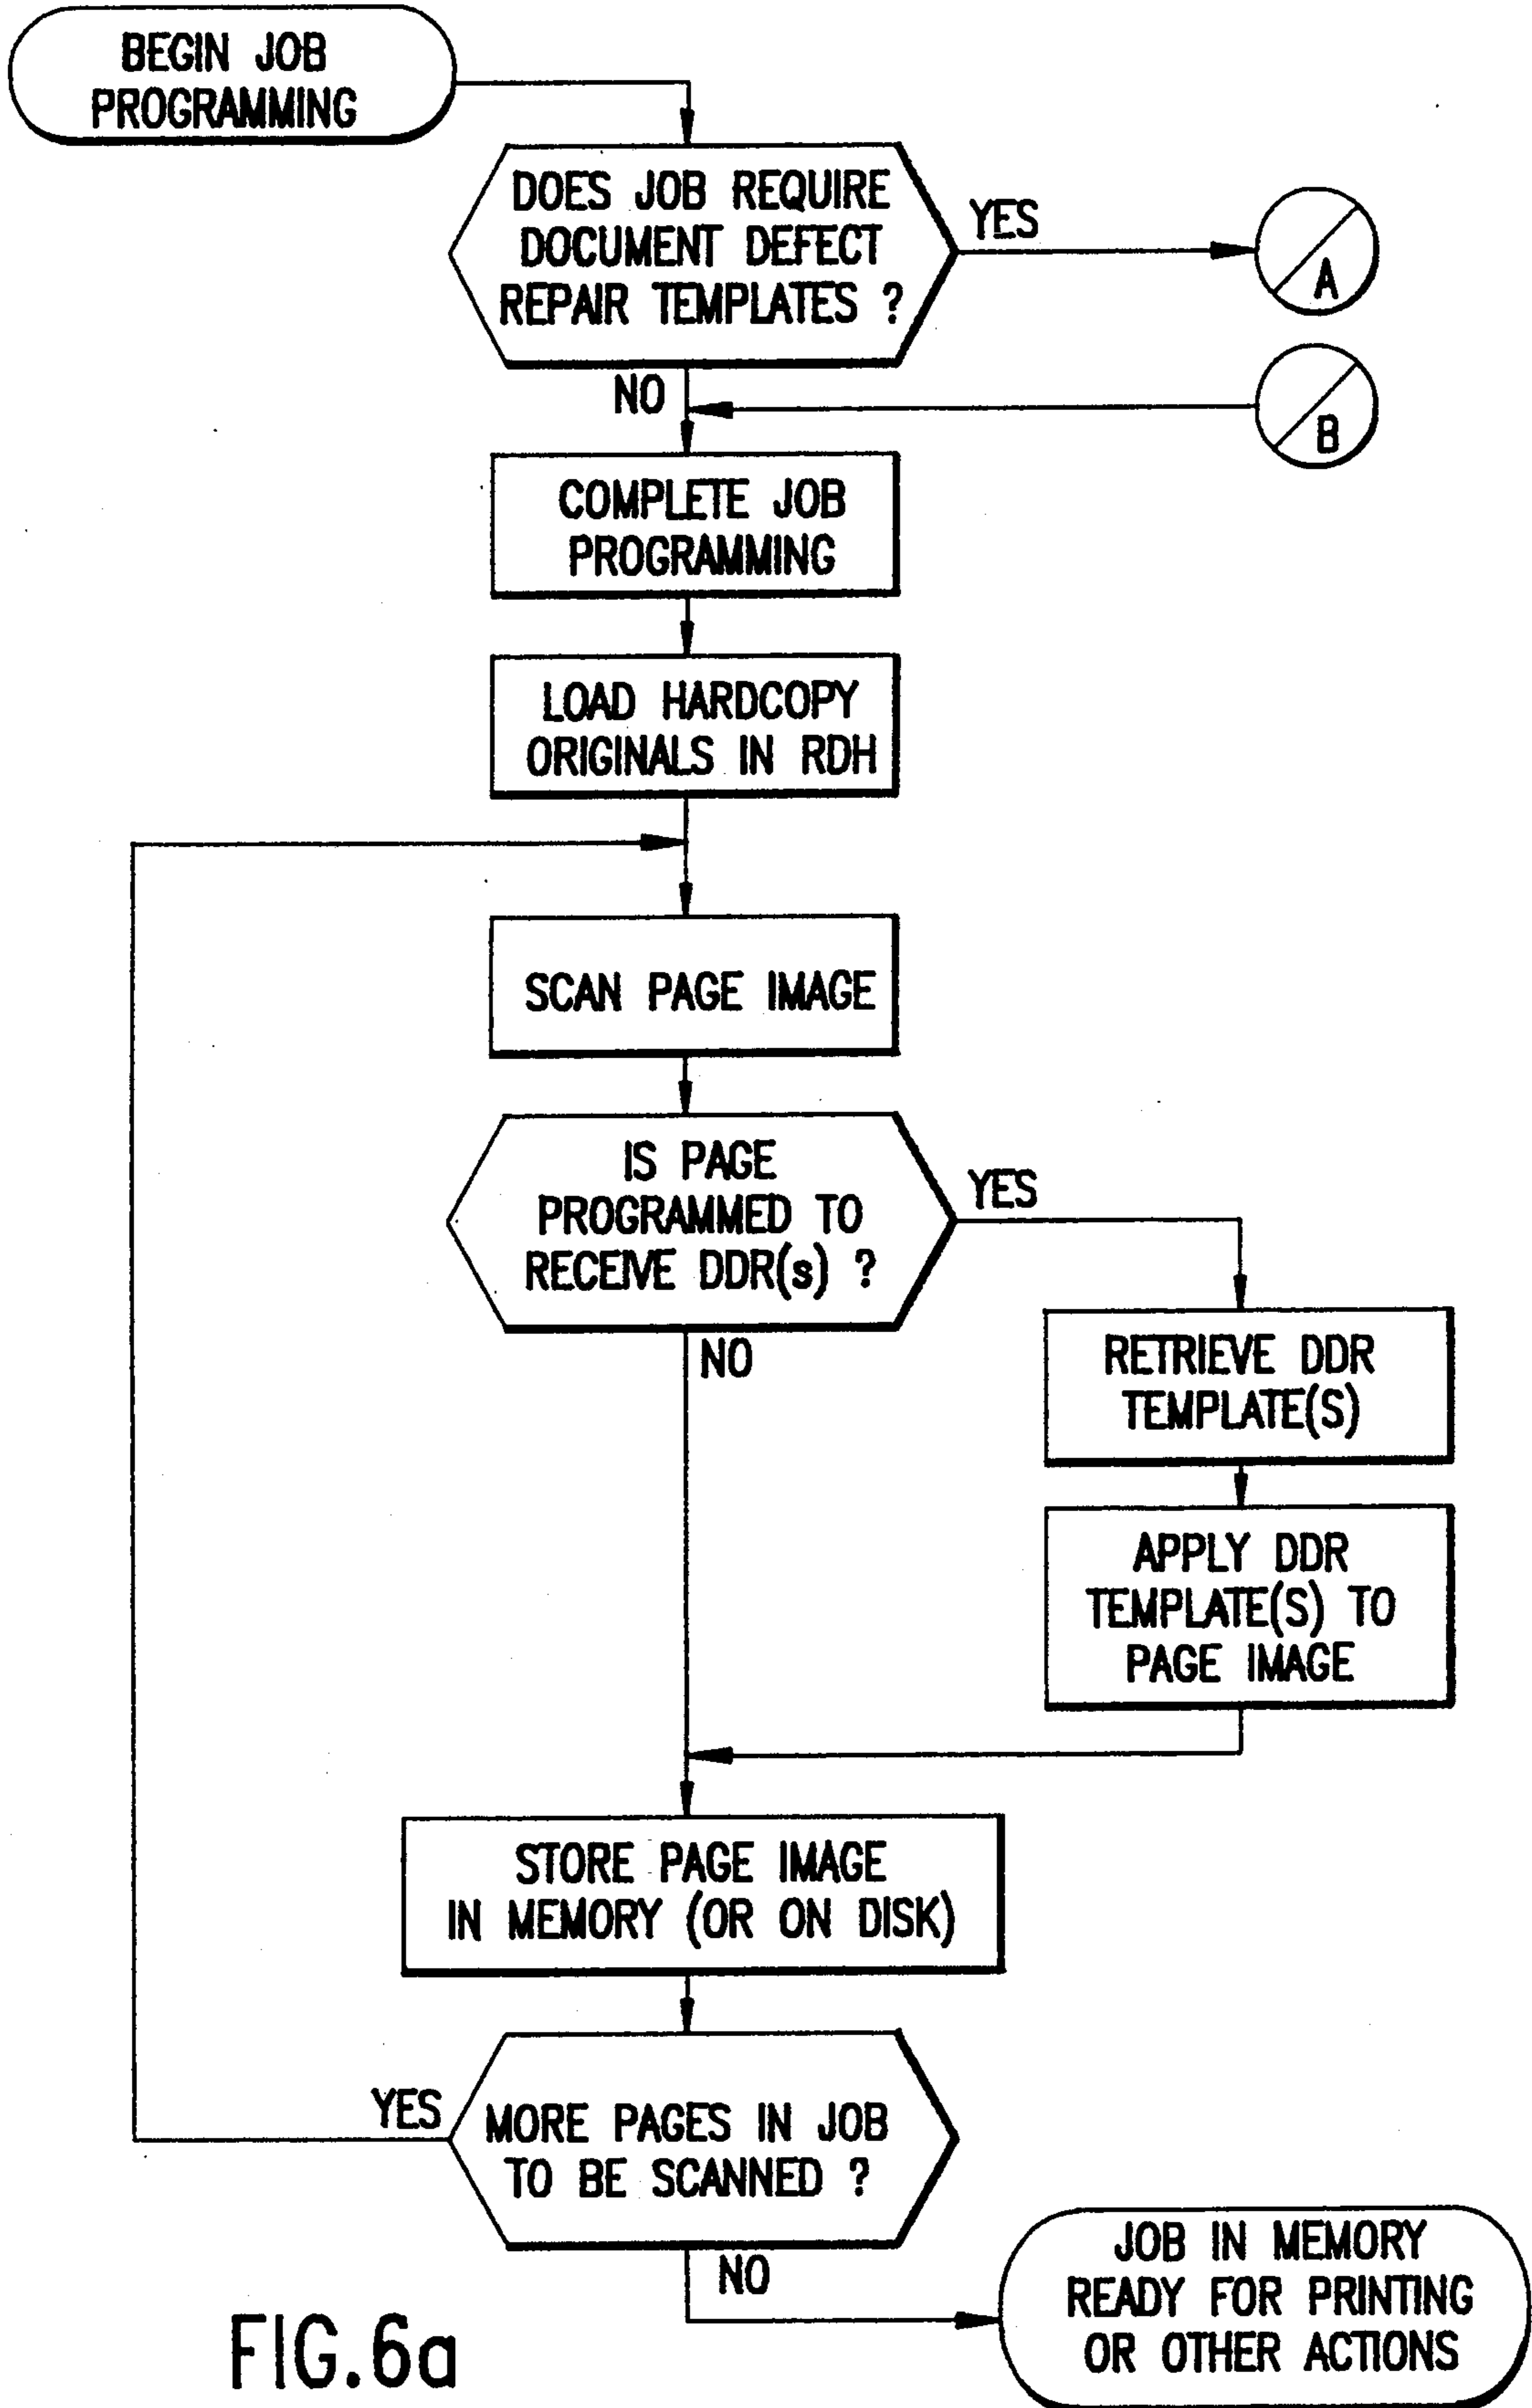 BEGIN JOB
PROGRAMMING
DOES JOB REQUIRE
DOCUMENT DEFECT
REPAIR TEMPLATES ?
YES
A
NO
B
COMPLETE JOB
PROGRAMMING
LOAD HARDCOPY
ORIGINALS IN RDH
SCAN PAGE IMAGE
IS PAGE
PROGRAMMED TO
RECEIVE DDR(s) ?
YES
NO
RETRIEVE DDR
TEMPLATE(S)
APPLY DDR
TEMPLATE(S) TO
PAGE IMAGE
STORE PAGE IMAGE
IN MEMORY (OR ON DISK)
YES
MORE PAGES IN JOB
TO BE SCANNED ?
NO
JOB IN MEMORY
READY FOR PRINTING
OR OTHER ACTIONS
FIG.6a